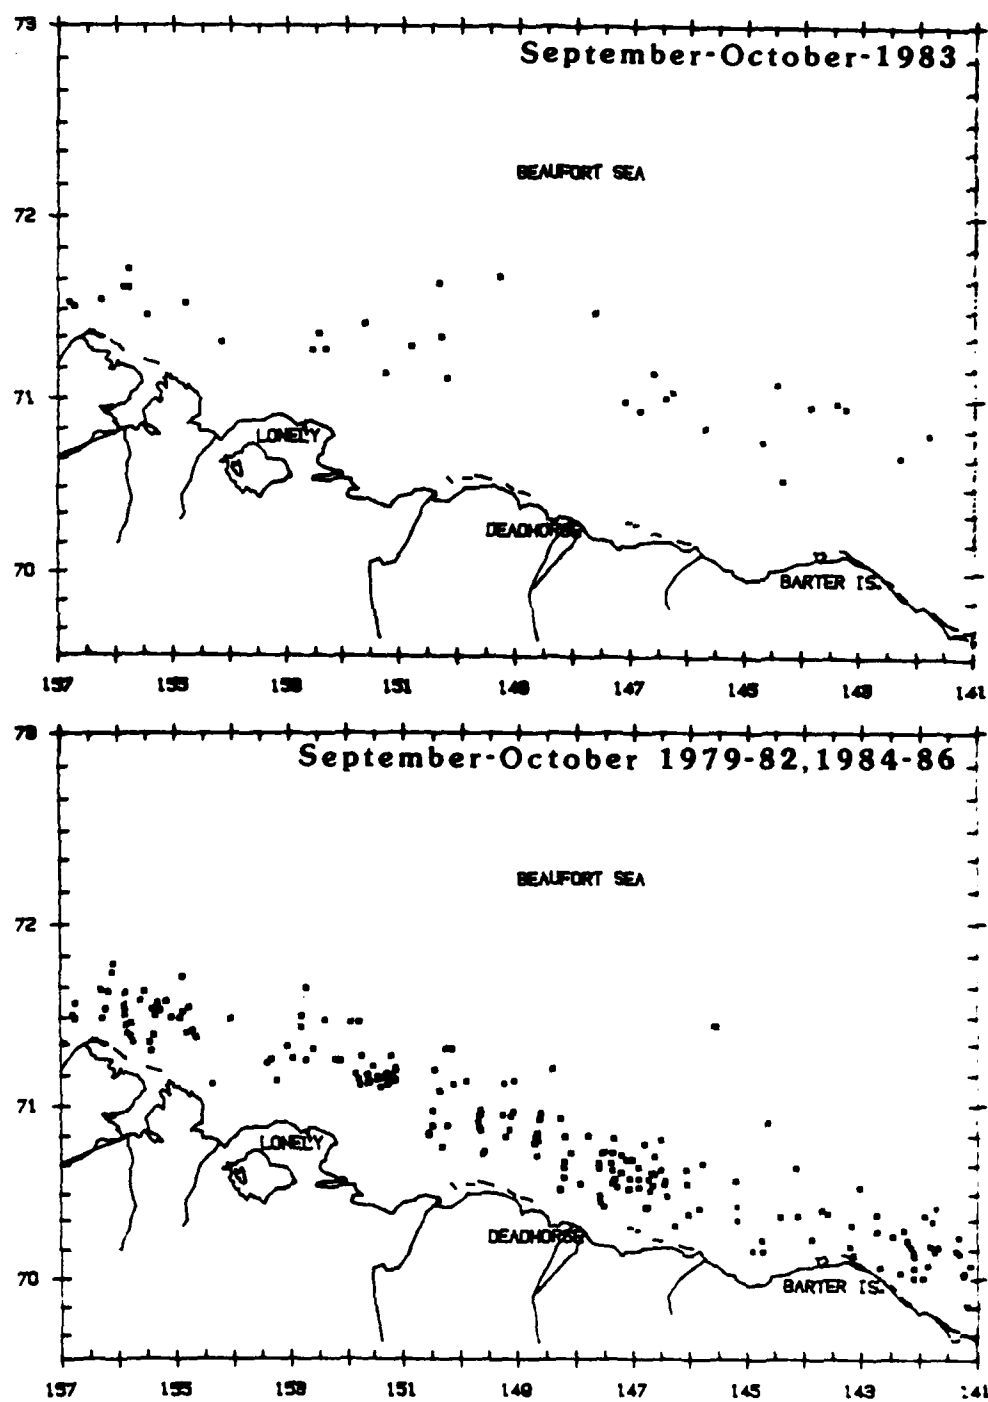 73
September-October-1983
BEAUFORT SEA
72
71
LONELY
DEADHORSE
70
BARTER IS.
157 155 153 151 149 147 145 143 141
73
September-October 1979-82,1984-86
BEAUFORT SEA
72
71
LONELY
DEADHORSE
70
BARTER IS.
157 155 153 151 149 147 145 143 141